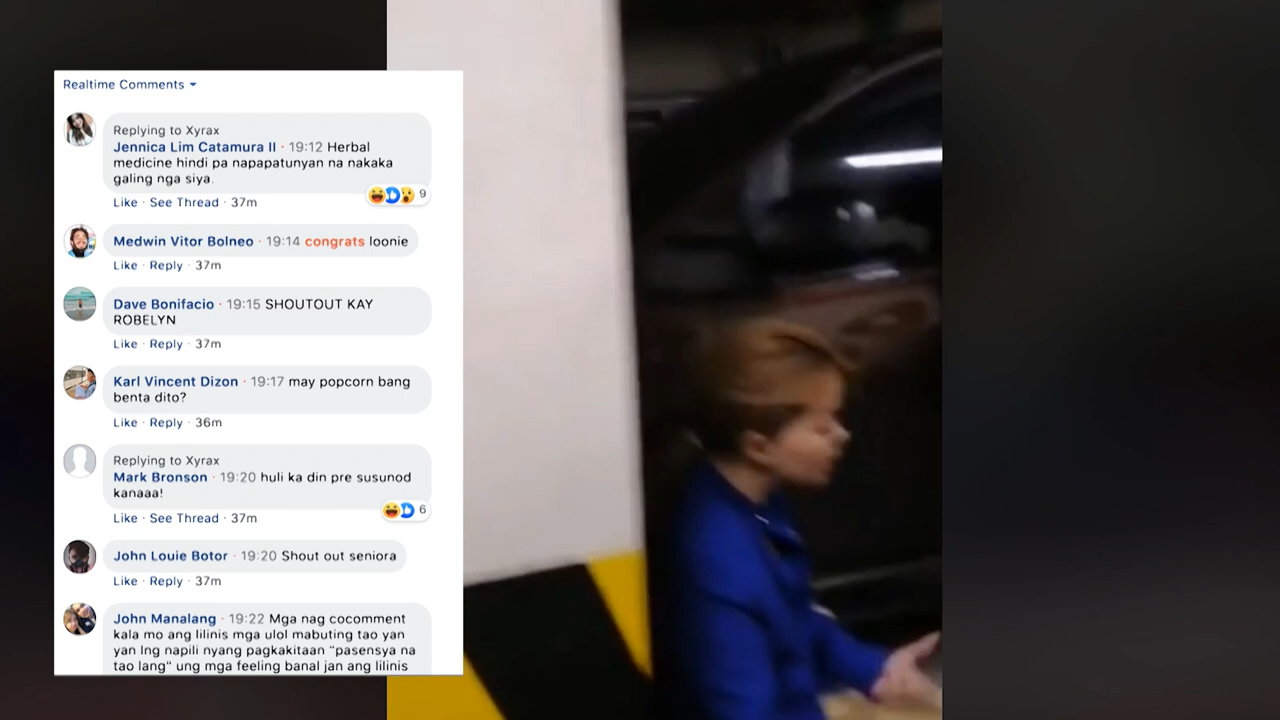 Realtime Comments
Replying to Xyrax
Jennica Lim Catamura II · 19:12 Herbal
medicine hindi pa napapatunyan na nakaka
galing nga siya.
9
Like · See Thread · 37m
Medwin Vitor Bolneo · 19:14 congrats loonie
Like · Reply · 37m
Dave Bonifacio · 19:15 SHOUTOUT KAY
ROBELYN
Like · Reply · 37m
Karl Vincent Dizon · 19:17 may popcorn bang
benta dito?
Like · Reply · 36m
Replying to Xyrax
Mark Bronson · 19:20 huli ka din pre susunod
kanaaa!
6
Like · See Thread · 37m
John Louie Botor · 19:20 Shout out seniora
Like · Reply · 37m
John Manalang · 19:22 Mga nag cocomment
kala mo ang lilinis mga ulol mabuting tao yan
yan lng napili nyang pagkakitaan "pasensya na
tao lang" ung mga feeling banal jan ang lilinis